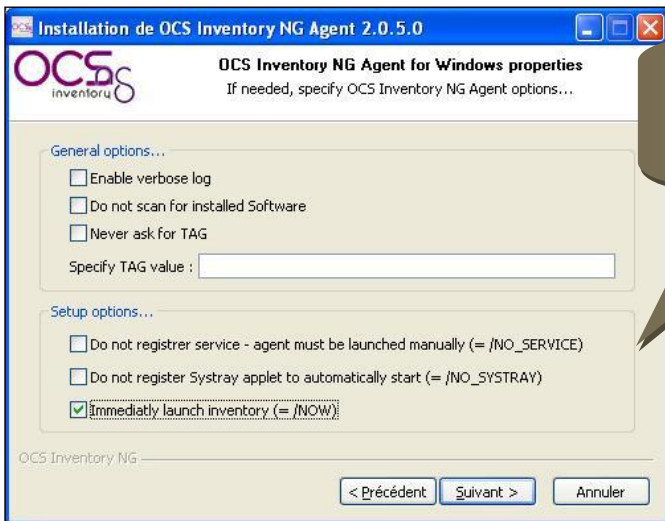 Installation de OCS Inventory NG Agent 2.0.5.0
OCSng
inventory
OCS Inventory NG Agent for Windows properties
If needed, specify OCS Inventory NG Agent options...
General options...
Enable verbose log
Do not scan for installed Software
Never ask for TAG
Specify TAG value :
Setup options...
Do not registrer service - agent must be launched manually (= /NO_SERVICE)
Do not register Systray applet to automatically start (= /NO_SYSTRAY)
Immediatly launch inventory (= /NOW)
OCS Inventory NG
< Précédent Suivant > Annuler